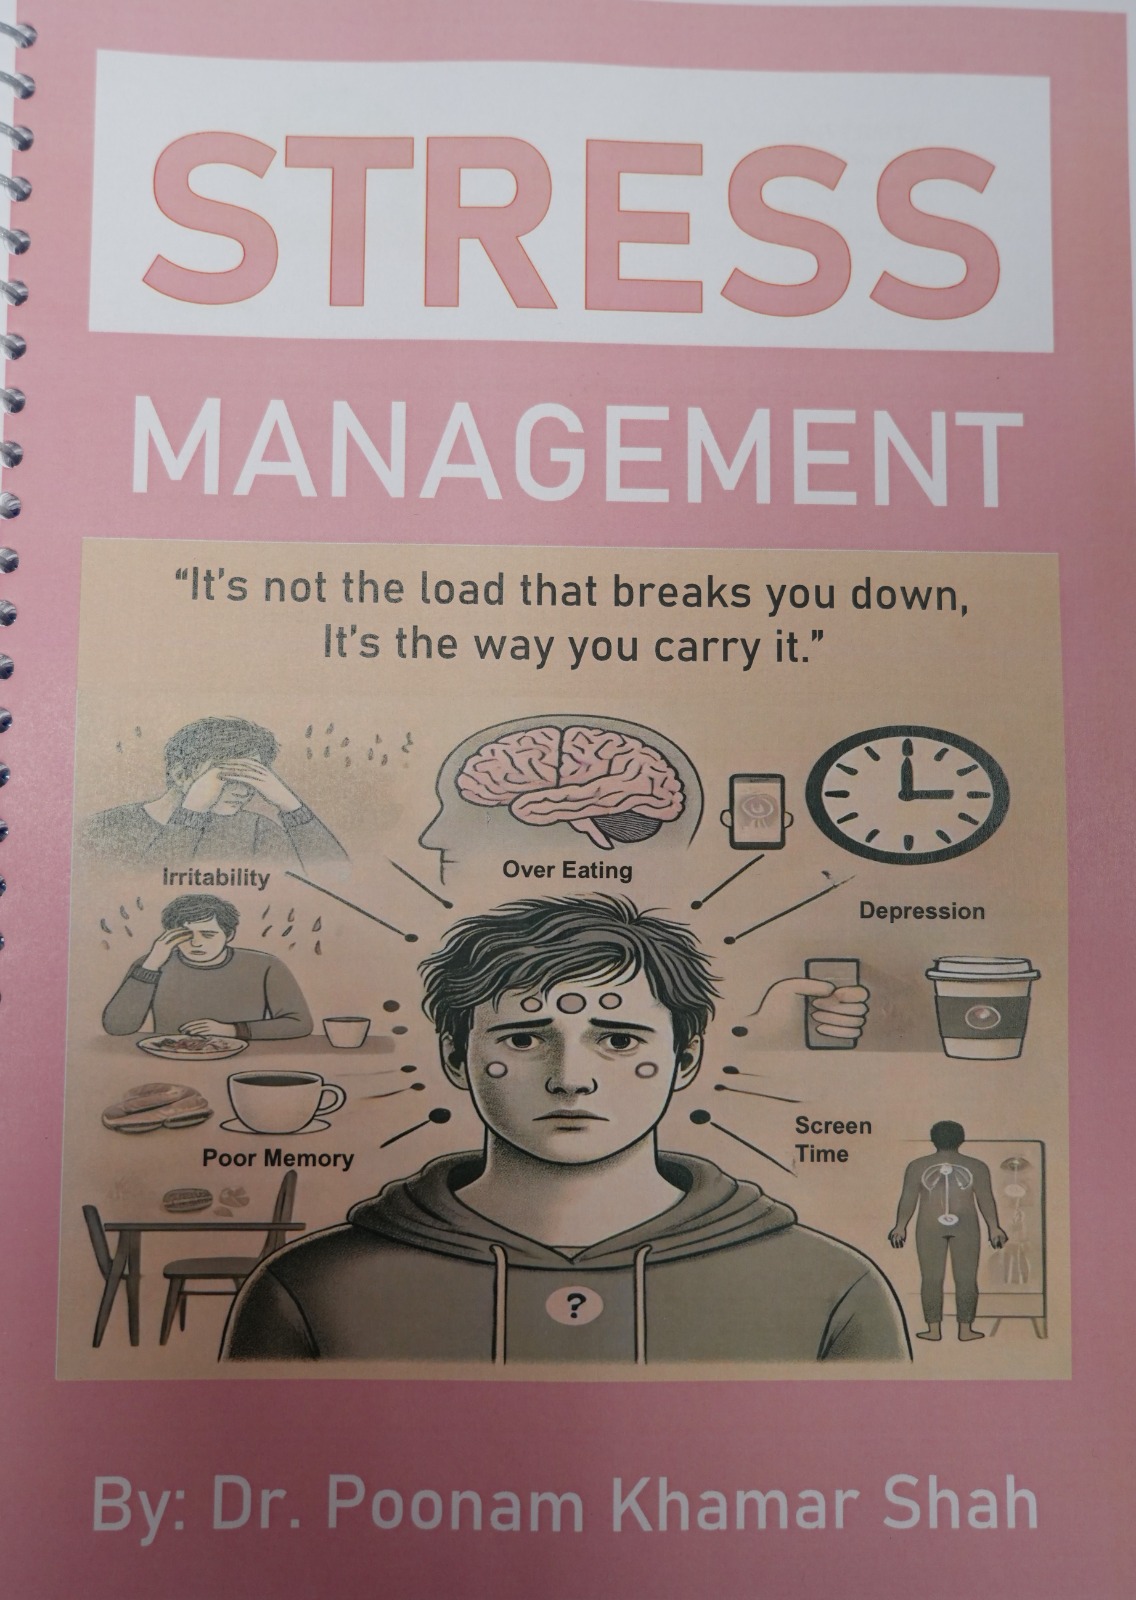 STRESS
MANAGEMENT
“It’s not the load that breaks you down,
It’s the way you carry it.”
Irritability
Over Eating
Depression
Poor Memory
Screen
Time
?
By: Dr. Poonam Khamar Shah